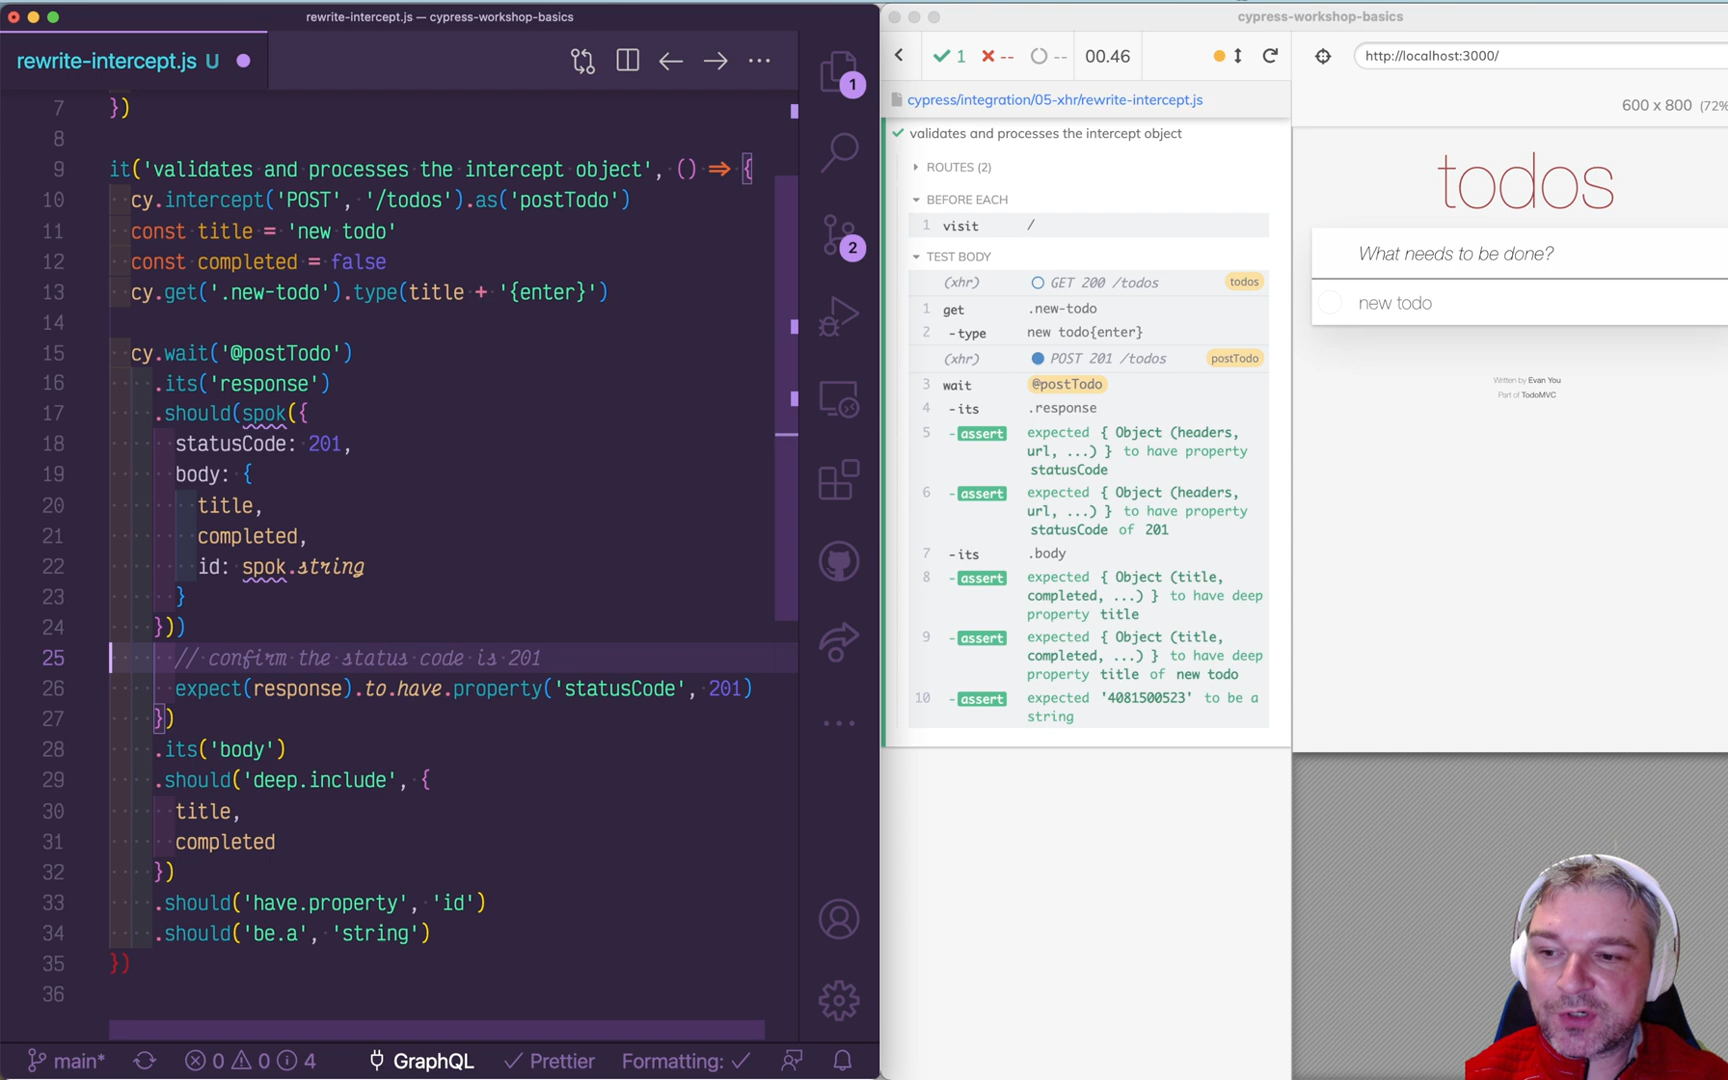 rewrite-intercept.js — cypress-workshop-basics
rewrite-intercept.js U
7 })
8
9 it('validates and processes the intercept object', () => {
10 cy.intercept('POST', '/todos').as('postTodo')
11 const title = 'new todo'
12 const completed = false
13 cy.get('.new-todo').type(title + '{enter}')
14
15 cy.wait('@postTodo')
16 .its('response')
17 .should(spok({
18 statusCode: 201,
19 body: {
20 title,
21 completed,
22 id: spok.string
23 }
24 }))
25 // confirm the status code is 201
26 expect(response).to.have.property('statusCode', 201)
27 })
28 .its('body')
29 .should('deep.include', {
30 title,
31 completed
32 })
33 .should('have.property', 'id')
34 .should('be.a', 'string')
35 })
36
main* 0 0 4 GraphQL Prettier Formatting:
1
2
cypress-workshop-basics
1 -- -- 00.46
cypress/integration/05-xhr/rewrite-intercept.js
validates and processes the intercept object
ROUTES (2)
BEFORE EACH
1 visit /
TEST BODY
(xhr) GET 200 /todos todos
1 get .new-todo
2 -type new todo{enter}
(xhr) POST 201 /todos postTodo
3 wait @postTodo
4 -its .response
5 -assert expected { Object (headers,
url, ...) } to have property
statusCode
6 -assert expected { Object (headers,
url, ...) } to have property
statusCode of 201
7 -its .body
8 -assert expected { Object (title,
completed, ...) } to have deep
property title
9 -assert expected { Object (title,
completed, ...) } to have deep
property title of new todo
10 -assert expected '4081500523' to be a
string
http://localhost:3000/
600 x 800 (72%
todos
What needs to be done?
new todo
Written by Evan You
Part of TodoMVC